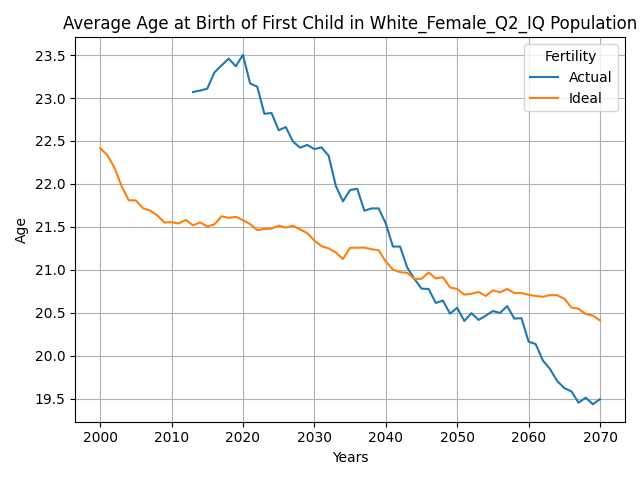 Average Age at Birth of First Child in White_Female_Q2_IQ Population
Fertility
Actual
Ideal
23.5
23.0
22.5
22.0
21.5
21.0
20.5
20.0
19.5
Age
2000 2010 2020 2030 2040 2050 2060 2070
Years